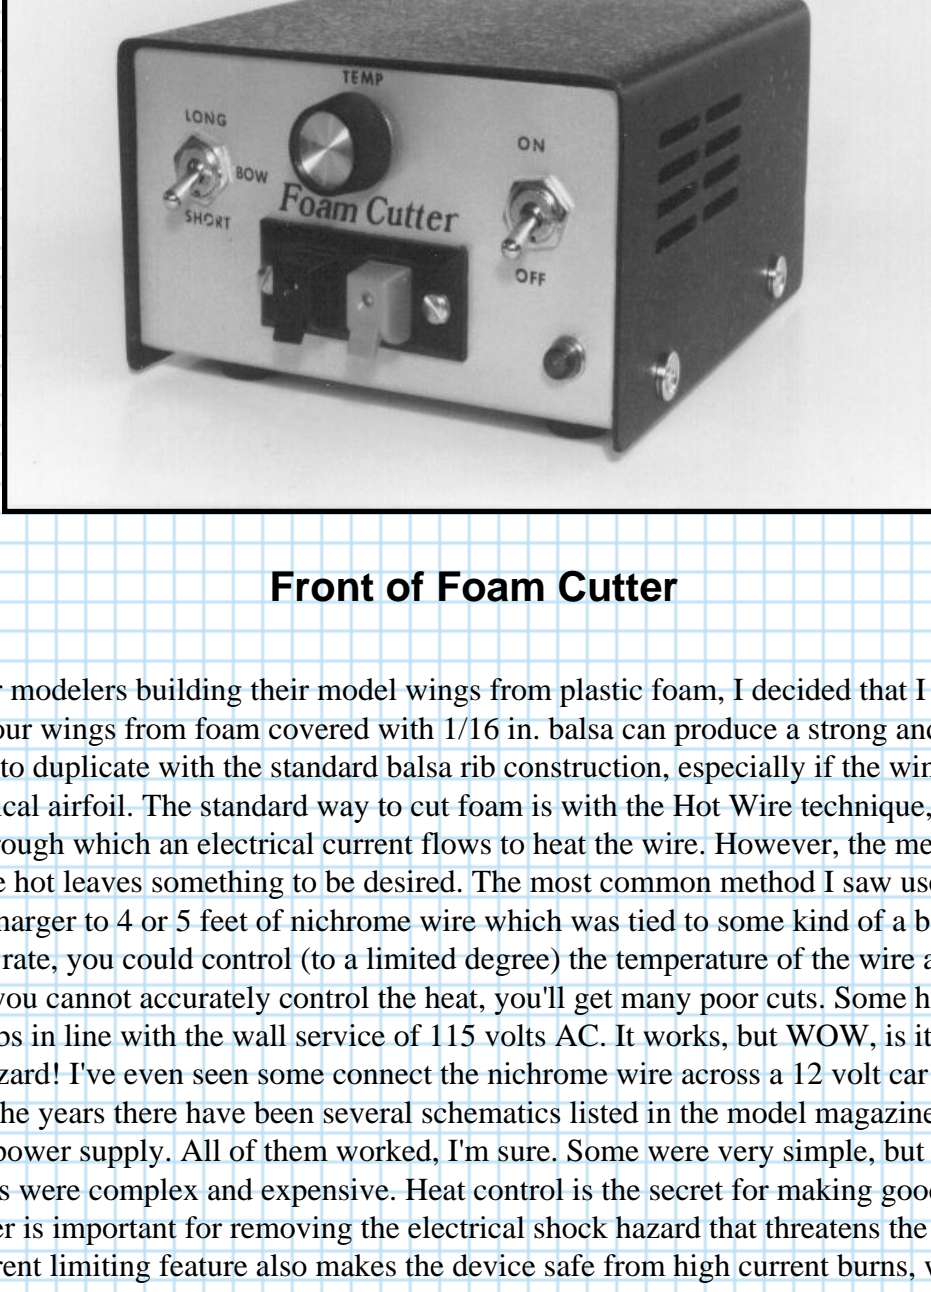 TEMP
LONG
ON
BOW
SHORT
Foam Cutter
OFF
Front of Foam Cutter
modelers building their model wings from plastic foam, I decided that I
our wings from foam covered with 1/16 in. balsa can produce a strong and
to duplicate with the standard balsa rib construction, especially if the
ical airfoil. The standard way to cut foam is with the Hot Wire technique,
rough which an electrical current flows to heat the wire. However, the
hot leaves something to be desired. The most common method I saw
harger to 4 or 5 feet of nichrome wire which was tied to some kind of a
rate, you could control (to a limited degree) the temperature of the wire
you cannot accurately control the heat, you'll get many poor cuts. Some
bs in line with the wall service of 115 volts AC. It works, but WOW, is it
zard! I've even seen some connect the nichrome wire across a 12 volt car
he years there have been several schematics listed in the model magazine
power supply. All of them worked, I'm sure. Some were very simple, but
s were complex and expensive. Heat control is the secret for making
er is important for removing the electrical shock hazard that threatens the
rent limiting feature also makes the device safe from high current burns,